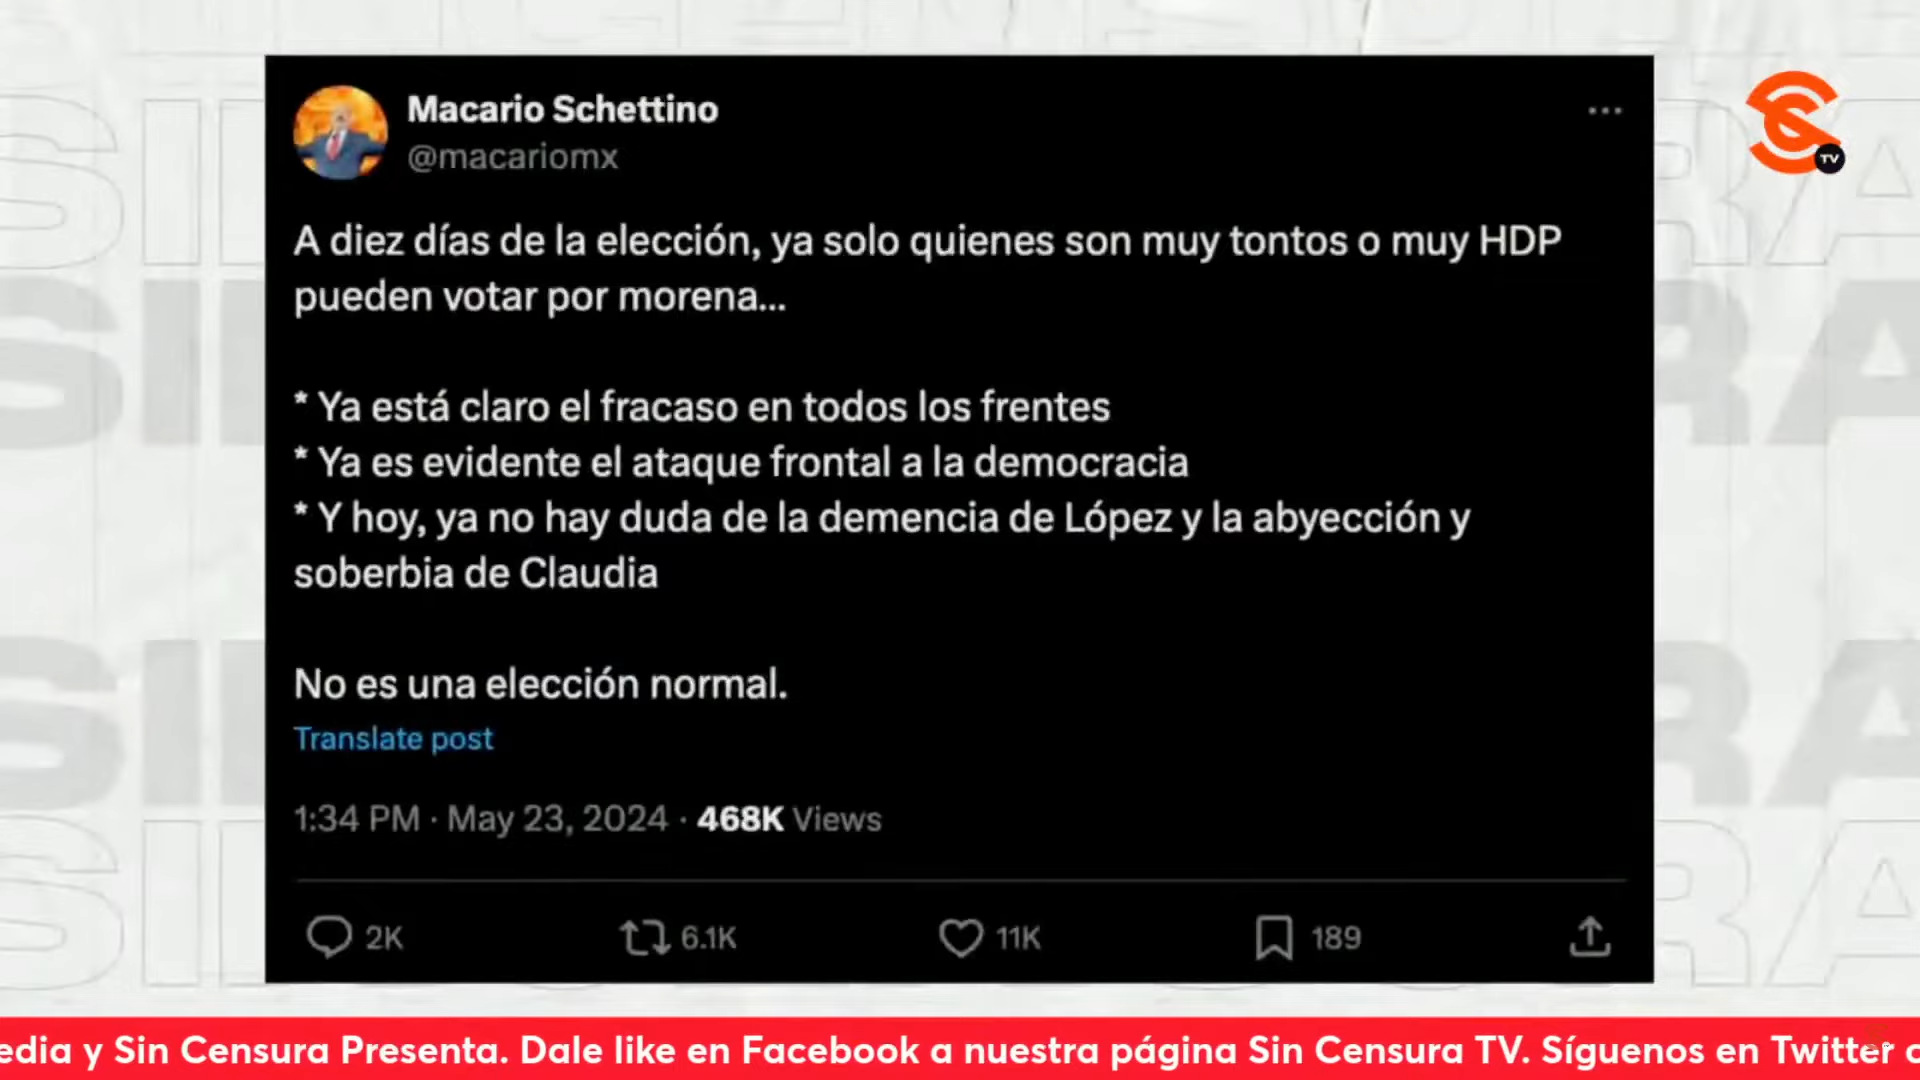 Macario Schettino
@macariomx
TV
A diez días de la elección, ya solo quienes son muy tontos o muy HDP
pueden votar por morena...
* Ya está claro el fracaso en todos los frentes
* Ya es evidente el ataque frontal a la democracia
* Y hoy, ya no hay duda de la demencia de López y la abyección y
soberbia de Claudia
No es una elección normal.
Translate post
1:34 PM · May 23, 2024 · 468K Views
2K 6.1K 11K 189
edia y Sin Censura Presenta. Dale like en Facebook a nuestra página Sin Censura TV. Síguenos en Twitter